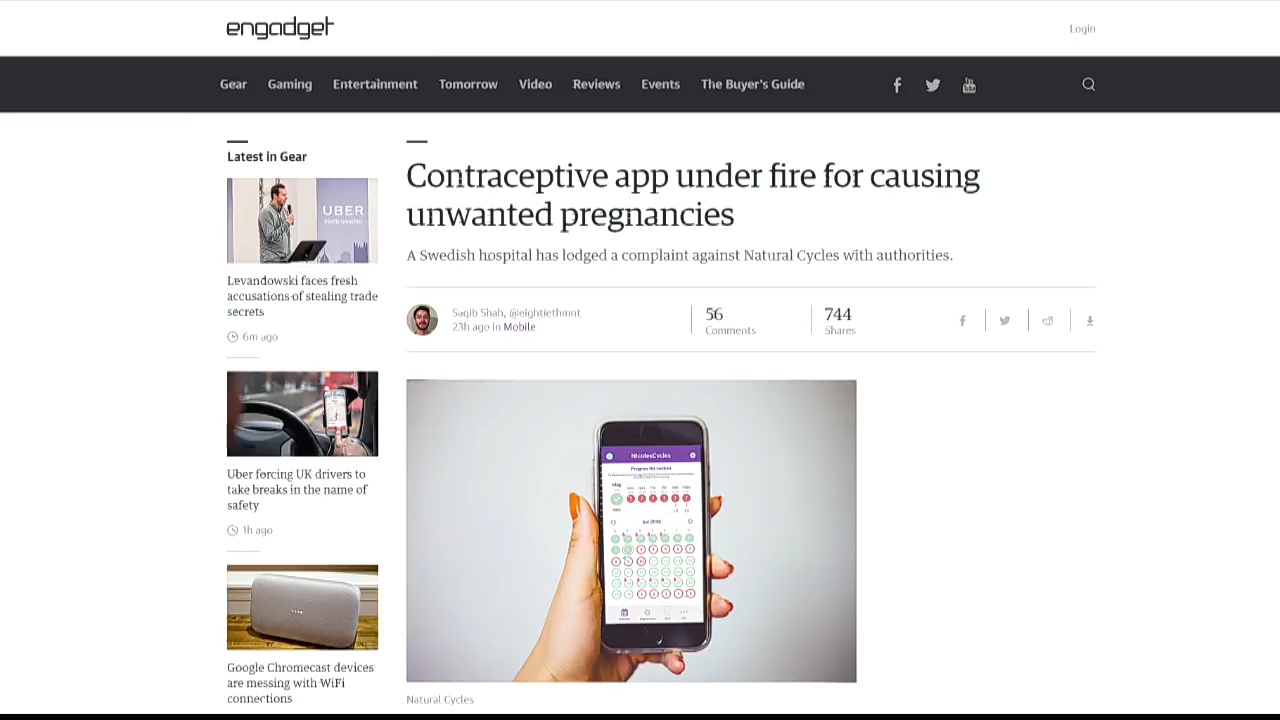 engadget
Login
Gear Gaming Entertainment Tomorrow Video Reviews Events The Buyer's Guide
Latest in Gear
UBER
Levandowski faces fresh
accusations of stealing trade
secrets
6m ago
Uber forcing UK drivers to
take breaks in the name of
safety
1h ago
Google Chromecast devices
are messing with WiFi
connections
Contraceptive app under fire for causing
unwanted pregnancies
A Swedish hospital has lodged a complaint against Natural Cycles with authorities.
Saqib Shah, @eightiethmnt
23h ago in Mobile
56
Comments
744
Shares
Natural Cycles